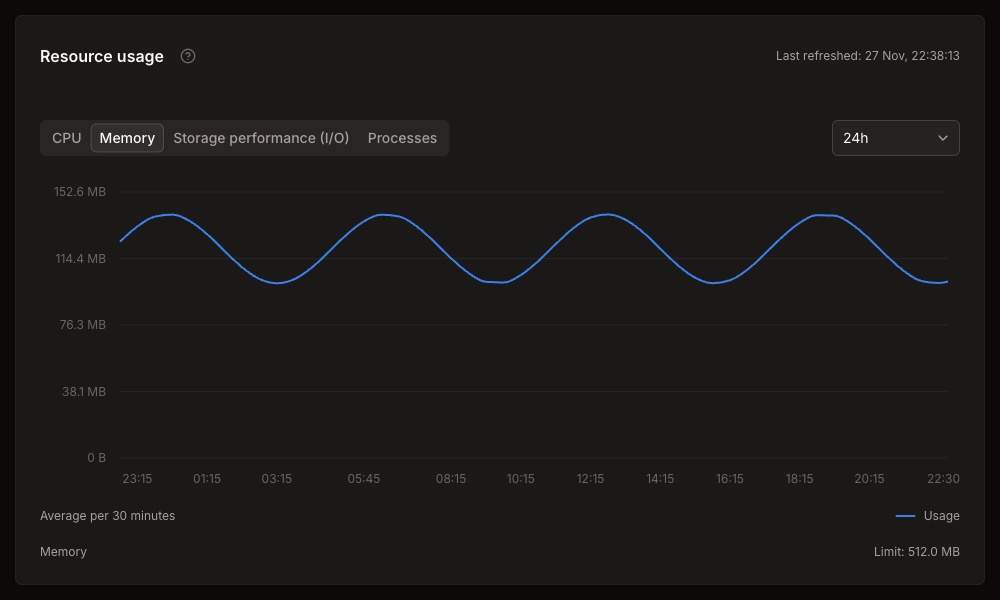 Resource usage
Last refreshed: 27 Nov, 22:38:13
CPU Memory Storage performance (I/O) Processes
24h
152.6 MB
114.4 MB
76.3 MB
38.1 MB
0 B
23:15 01:15 03:15 05:45 08:15 10:15 12:15 14:15 16:15 18:15 20:15 22:30
Average per 30 minutes
Usage
Memory
Limit: 512.0 MB